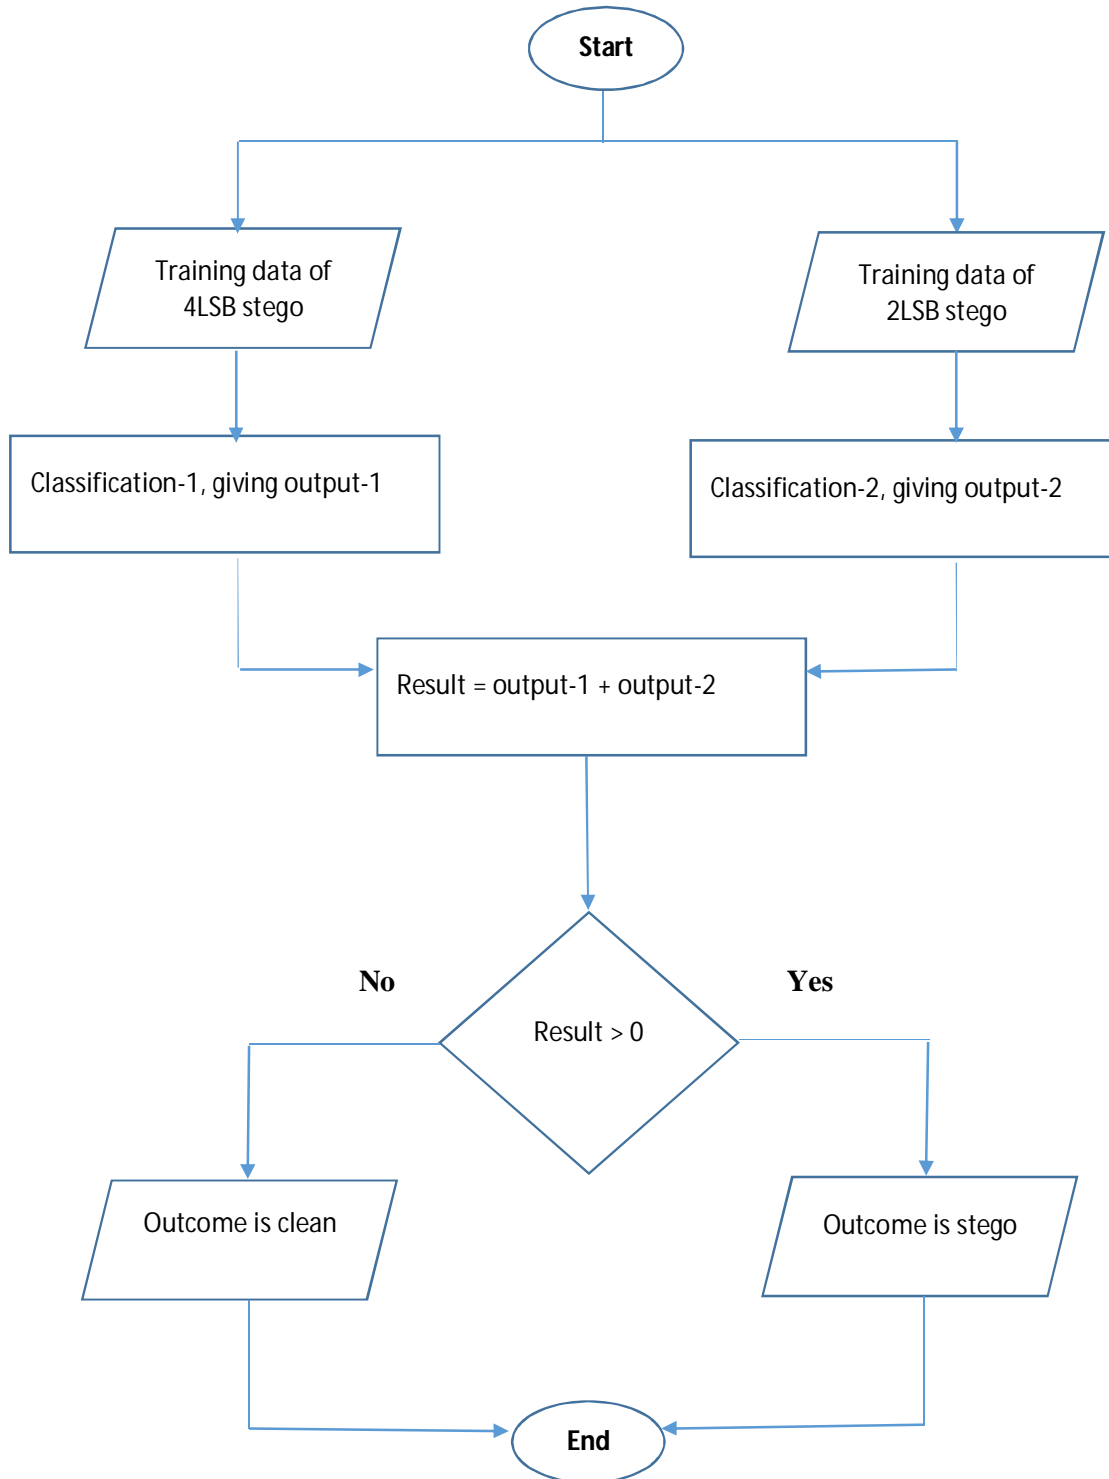 Start
Training data of
4LSB stego
Training data of
2LSB stego
Classification-1, giving output-1
Classification-2, giving output-2
Result = output-1 + output-2
No
Yes
Result > 0
Outcome is clean
Outcome is stego
End